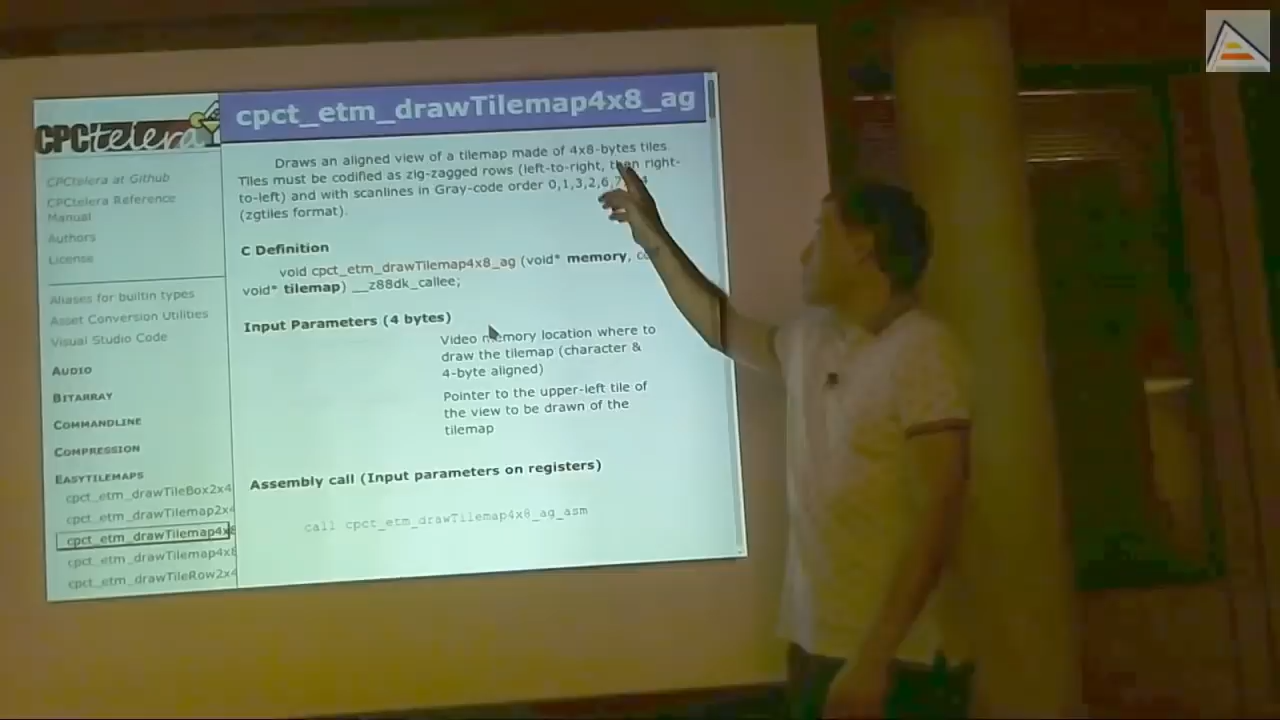 cpct_etm_drawTilemap4x8_ag
CPCtelera
Draws an aligned view of a tilemap made of 4x8-bytes tiles.
Tiles must be codified as zig-zagged rows (left-to-right, then right-
to-left) and with scanlines in Gray-code order 0,1,3,2,6,7
(zgtiles format).
C Definition
void cpct_etm_drawTilemap4x8_ag (void* memory,
void* tilemap) __z88dk_callee;
Input Parameters (4 bytes)
Video memory location where to
draw the tilemap (character &
4-byte aligned)
Pointer to the upper-left tile of
the view to be drawn of the
tilemap
Assembly call (Input parameters on registers)
call cpct_etm_drawTilemap4x8_ag_asm
CPCtelera at Github
CPCtelera Reference
Manual
Authors
License
Aliases for builtin types
Asset Conversion Utilities
Visual Studio Code
AUDIO
BITARRAY
COMMANDLINE
COMPRESSION
EASYTILEMAPS
cpct_etm_drawTileBox2x4
cpct_etm_drawTilemap2x4
cpct_etm_drawTilemap4x8
cpct_etm_drawTilemap4x8
cpct_etm_drawTileRow2x4